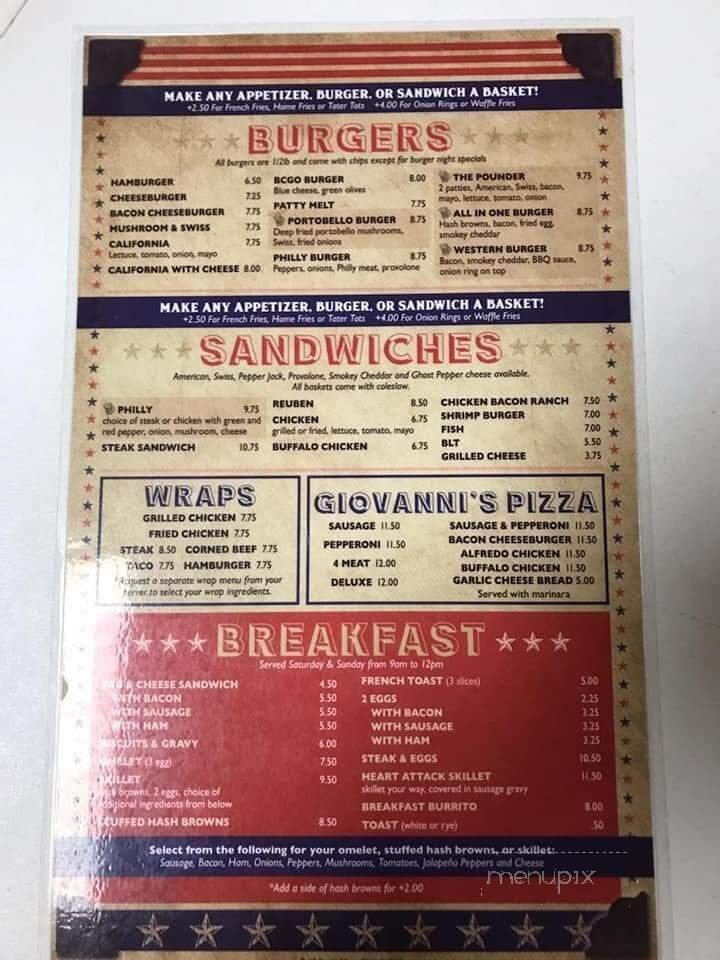 MAKE ANY APPETIZER, BURGER, OR SANDWICH A BASKET!
+2.50 For French Fries, Home Fries or Tater Tots +4.00 For Onion Rings or Waffle Fries
BURGERS
All burgers are 1/2lb and come with chips except for burger night specials
HAMBURGER 6.50
CHEESEBURGER 7.25
BACON CHEESEBURGER 7.75
MUSHROOM & SWISS 7.75
CALIFORNIA 7.75
Lettuce, tomato, onion, mayo
CALIFORNIA WITH CHEESE 8.00
BCGO BURGER 8.00
Blue cheese, green olives
PATTY MELT 7.75
PORTOBELLO BURGER 8.75
Deep fried portobello mushrooms,
Swiss, fried onions
PHILLY BURGER 8.75
Peppers, onions, Philly meat, provolone
THE POUNDER 9.75
2 patties, American, Swiss, bacon,
mayo, lettuce, tomato, onion
ALL IN ONE BURGER 8.75
Hash browns, bacon, fried egg,
smokey cheddar
WESTERN BURGER 8.75
Bacon, smokey cheddar, BBQ sauce,
onion ring on top
MAKE ANY APPETIZER, BURGER, OR SANDWICH A BASKET!
+2.50 For French Fries, Home Fries or Tater Tots +4.00 For Onion Rings or Waffle Fries
SANDWICHES
American, Swiss, Pepper Jack, Provolone, Smokey Cheddar and Ghost Pepper cheese available.
All baskets come with coleslaw.
PHILLY 9.75
choice of steak or chicken with green and
red pepper, onion, mushroom, cheese
STEAK SANDWICH 10.75
REUBEN 8.50
CHICKEN 6.75
grilled or fried, lettuce, tomato, mayo
BUFFALO CHICKEN 6.75
CHICKEN BACON RANCH 7.50
SHRIMP BURGER 7.00
FISH 7.00
BLT 5.50
GRILLED CHEESE 3.75
WRAPS
GRILLED CHICKEN 7.75
FRIED CHICKEN 7.75
STEAK 8.50 CORNED BEEF 7.75
TACO 7.75 HAMBURGER 7.75
*Request a separate wrap menu from your
server to select your wrap ingredients.
GIOVANNI'S PIZZA
SAUSAGE 11.50
PEPPERONI 11.50
4 MEAT 12.00
DELUXE 12.00
SAUSAGE & PEPPERONI 11.50
BACON CHEESEBURGER 11.50
ALFREDO CHICKEN 11.50
BUFFALO CHICKEN 11.50
GARLIC CHEESE BREAD 5.00
Served with marinara
BREAKFAST
Served Saturday & Sunday from 9am to 12pm
& CHEESE SANDWICH 4.50
WITH BACON 5.50
WITH SAUSAGE 5.50
WITH HAM 5.50
BISCUITS & GRAVY 6.00
OMELET (3 egg) 7.50
SKILLET 9.50
hash browns, 2 eggs, choice of
additional ingredients from below
STUFFED HASH BROWNS 8.50
FRENCH TOAST (3 slices) 5.00
2 EGGS 2.25
WITH BACON 3.25
WITH SAUSAGE 3.25
WITH HAM 3.25
STEAK & EGGS 10.50
HEART ATTACK SKILLET 11.50
skillet your way, covered in sausage gravy
BREAKFAST BURRITO 8.00
TOAST (white or rye) .50
Select from the following for your omelet, stuffed hash browns, or skillet:
Sausage, Bacon, Ham, Onions, Peppers, Mushrooms, Tomatoes, Jalapeño Peppers and Cheese
*Add a side of hash browns for +2.00
menupix